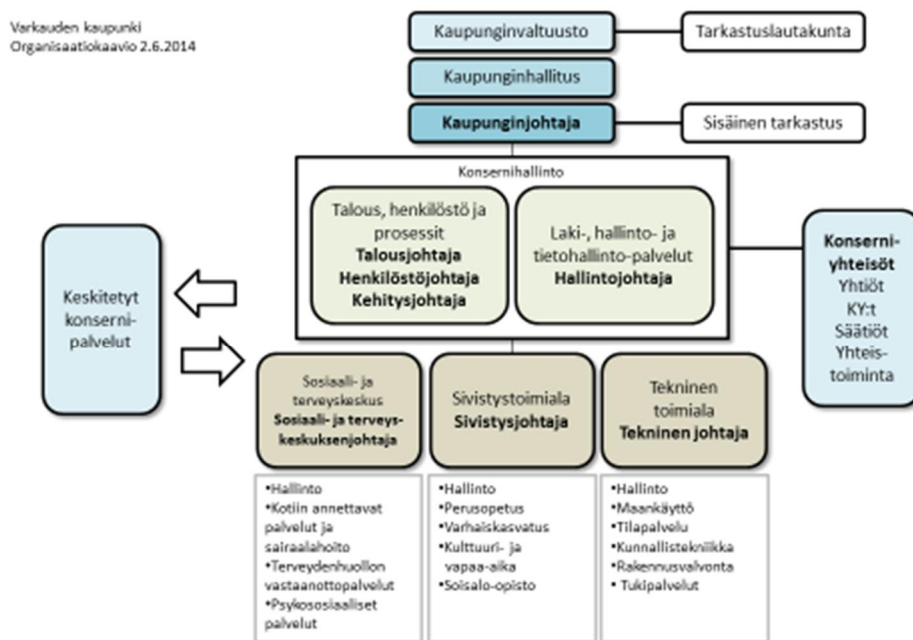 Varkauden kaupunki
Organisaatiokaavio 2.6.2014
Kaupunginvaltuusto
Tarkastuslautakunta
Kaupunginhallitus
Kaupunginjohtaja
Sisäinen tarkastus
Konsernihallinto
Talous, henkilöstö ja
prosessit
Talousjohtaja
Henkilöstöjohtaja
Kehitysjohtaja
Laki-, hallinto- ja
tietohallinto-palvelut
Hallintojohtaja
Keskitetyt
konserni-
palvelut
Konserni-
yhteisöt
Yhtiöt
KY:t
Säätiöt
Yhteis-
toiminta
Sosiaali- ja
terveyskeskus
Sosiaali- ja terveys-
keskuksenjohtaja
Sivistystoimiala
Sivistysjohtaja
Tekninen
toimiala
Tekninen johtaja
•Hallinto
•Kotiin annettavat
palvelut ja
sairaalahoito
•Terveydenhuollon
vastaanottopalvelut
•Psykososiaaliset
palvelut
•Hallinto
•Perusopetus
•Varhaiskasvatus
•Kulttuuri- ja
vapaa-aika
•Soisalo-opisto
•Hallinto
•Maankäyttö
•Tilapalvelu
•Kunnallistekniikka
•Rakennusvalvonta
• Tukipalvelut